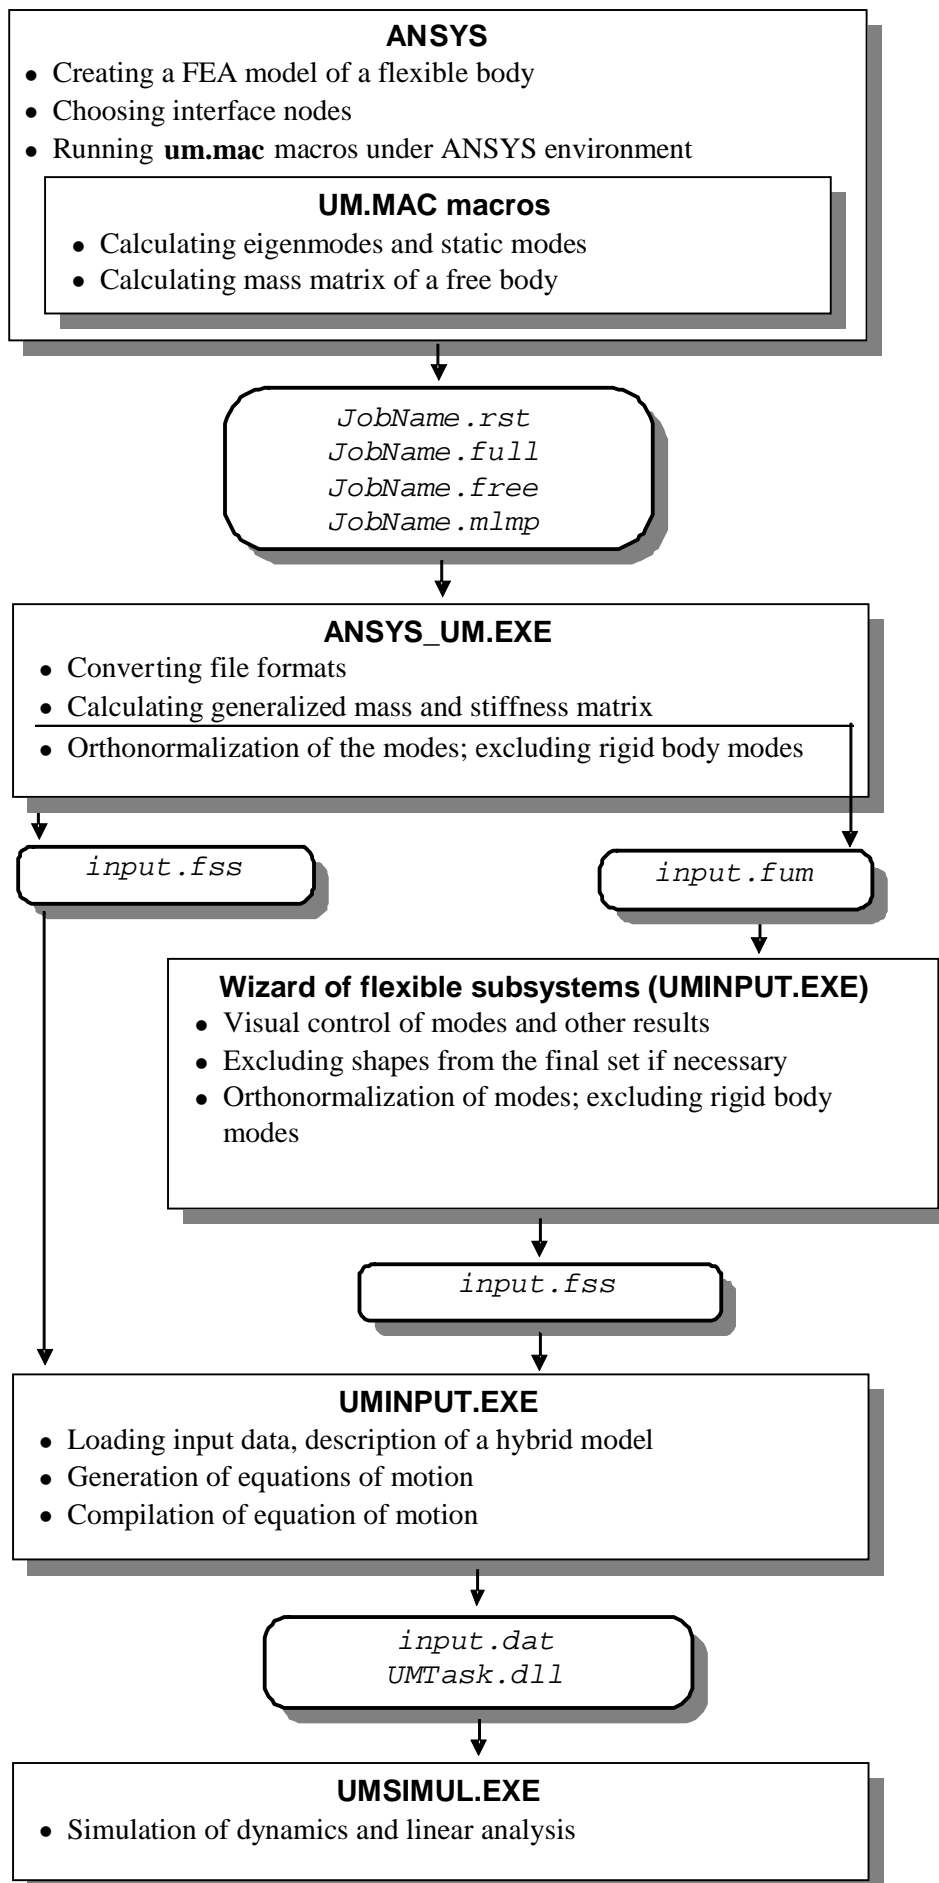 ANSYS
• Creating a FEA model of a flexible body
• Choosing interface nodes
• Running um.mac macros under ANSYS environment
UM.MAC macros
• Calculating eigenmodes and static modes
• Calculating mass matrix of a free body
JobName.rst
JobName.full
JobName.free
JobName.mlmp
ANSYS_UM.EXE
• Converting file formats
• Calculating generalized mass and stiffness matrix
• Orthonormalization of the modes; excluding rigid body modes
input.fss
input.fum
Wizard of flexible subsystems (UMINPUT.EXE)
• Visual control of modes and other results
• Excluding shapes from the final set if necessary
• Orthonormalization of modes; excluding rigid body
modes
input.fss
UMINPUT.EXE
• Loading input data, description of a hybrid model
• Generation of equations of motion
• Compilation of equation of motion
input.dat
UMTask.dll
UMSIMUL.EXE
• Simulation of dynamics and linear analysis